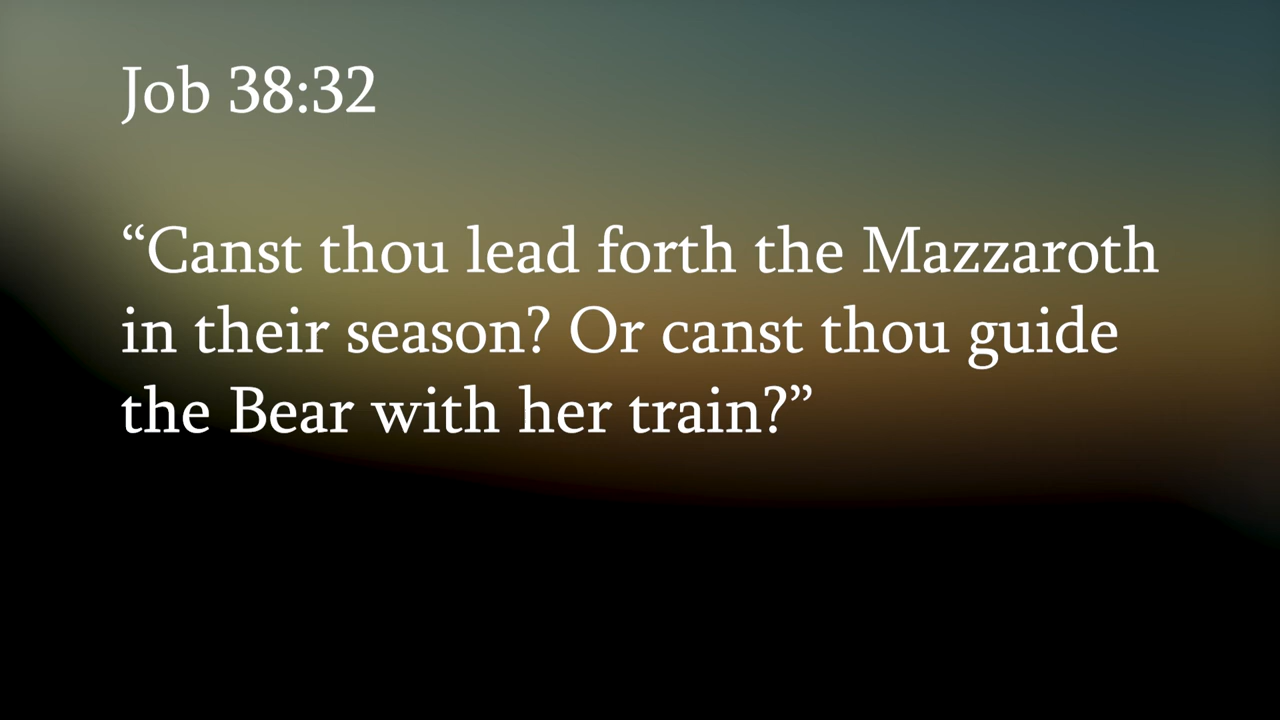 Job 38:32
“Canst thou lead forth the Mazzaroth
in their season? Or canst thou guide
the Bear with her train?”